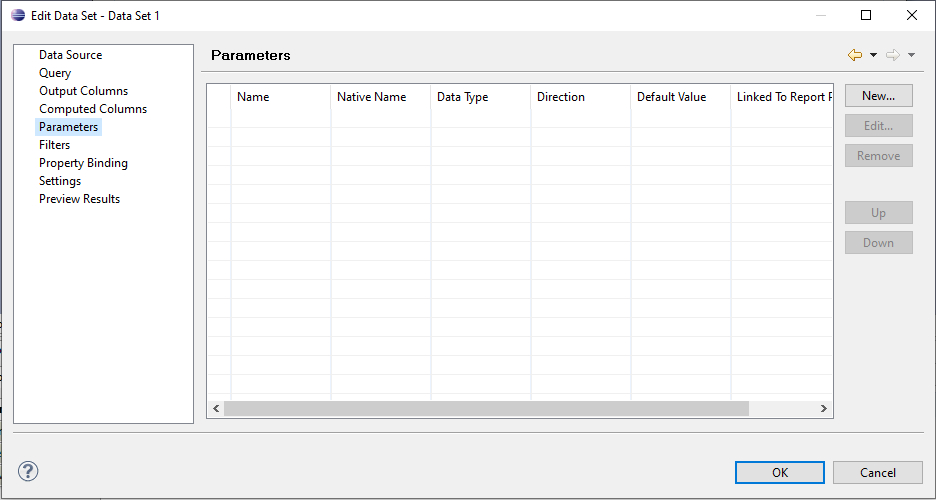 Edit Data Set - Data Set 1
Data Source
Query
Output Columns
Computed Columns
Parameters
Filters
Property Binding
Settings
Preview Results
Parameters
Name Native Name Data Type Direction Default Value Linked To Report P
New...
Edit...
Remove
Up
Down
?
OK Cancel